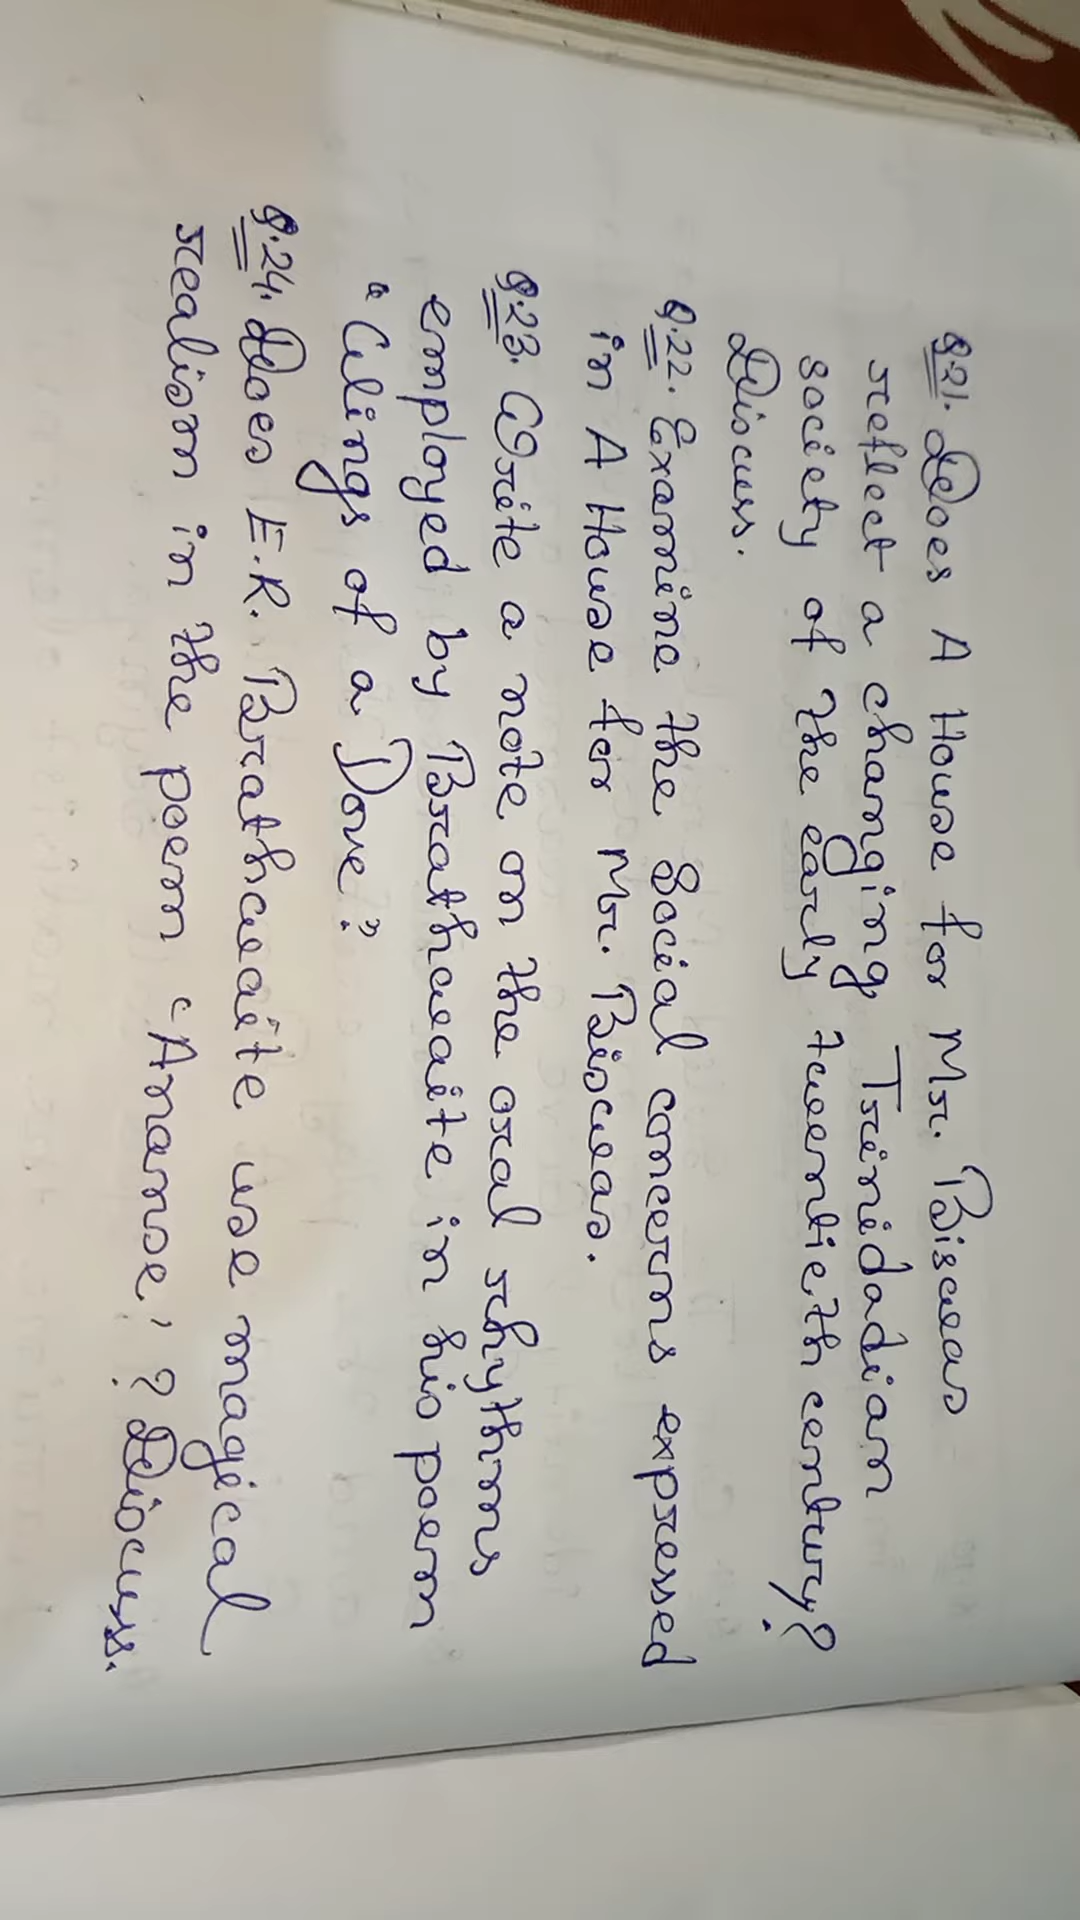 Q.21. Does A House for Mr. Biswas
reflect a changing Trinidadian
society of the early twentieth century?
Discuss.
Q.22. Examine the Social concerns expressed
in A House for Mr. Biswas.
Q.23. Write a note on the oral rhythms
employed by Brathwaite in his poem
"Wings of a Dove".
Q.24. Does E.R. Brathwaite use magical
realism in the poem 'Ananse'? Discuss.